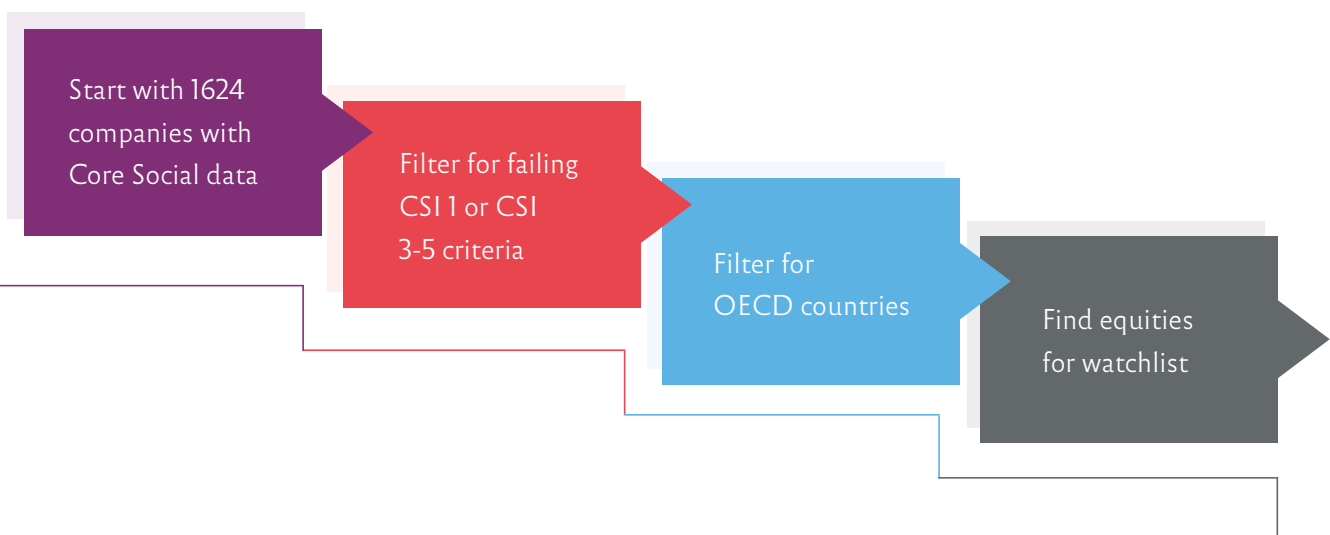 Start with 1624
companies with
Core Social data
Filter for failing
CSI 1 or CSI
3-5 criteria
Filter for
OECD countries
Find equities
for watchlist